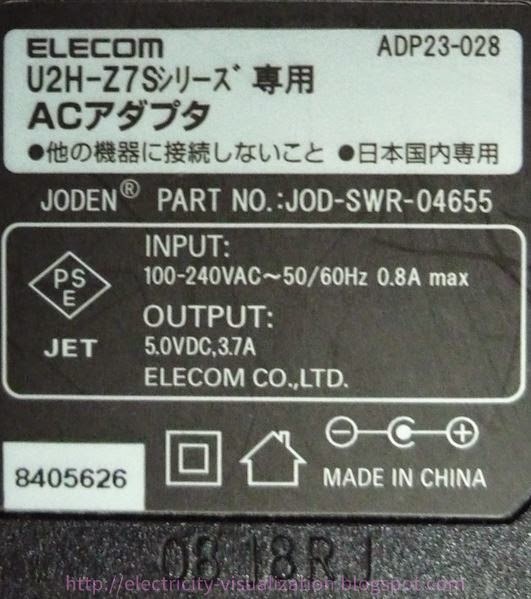 ELECOM ADP23-028
U2H-Z7Sシリーズ 専用
ACアダプタ
●他の機器に接続しないこと ●日本国内専用
JODEN® PART NO.:JOD-SWR-04655
INPUT:
100-240VAC～50/60Hz 0.8A max
PS
E
OUTPUT:
JET
5.0VDC,3.7A
ELECOM CO.,LTD.
8405626
MADE IN CHINA
http://electricity-visualization.blogspot.com